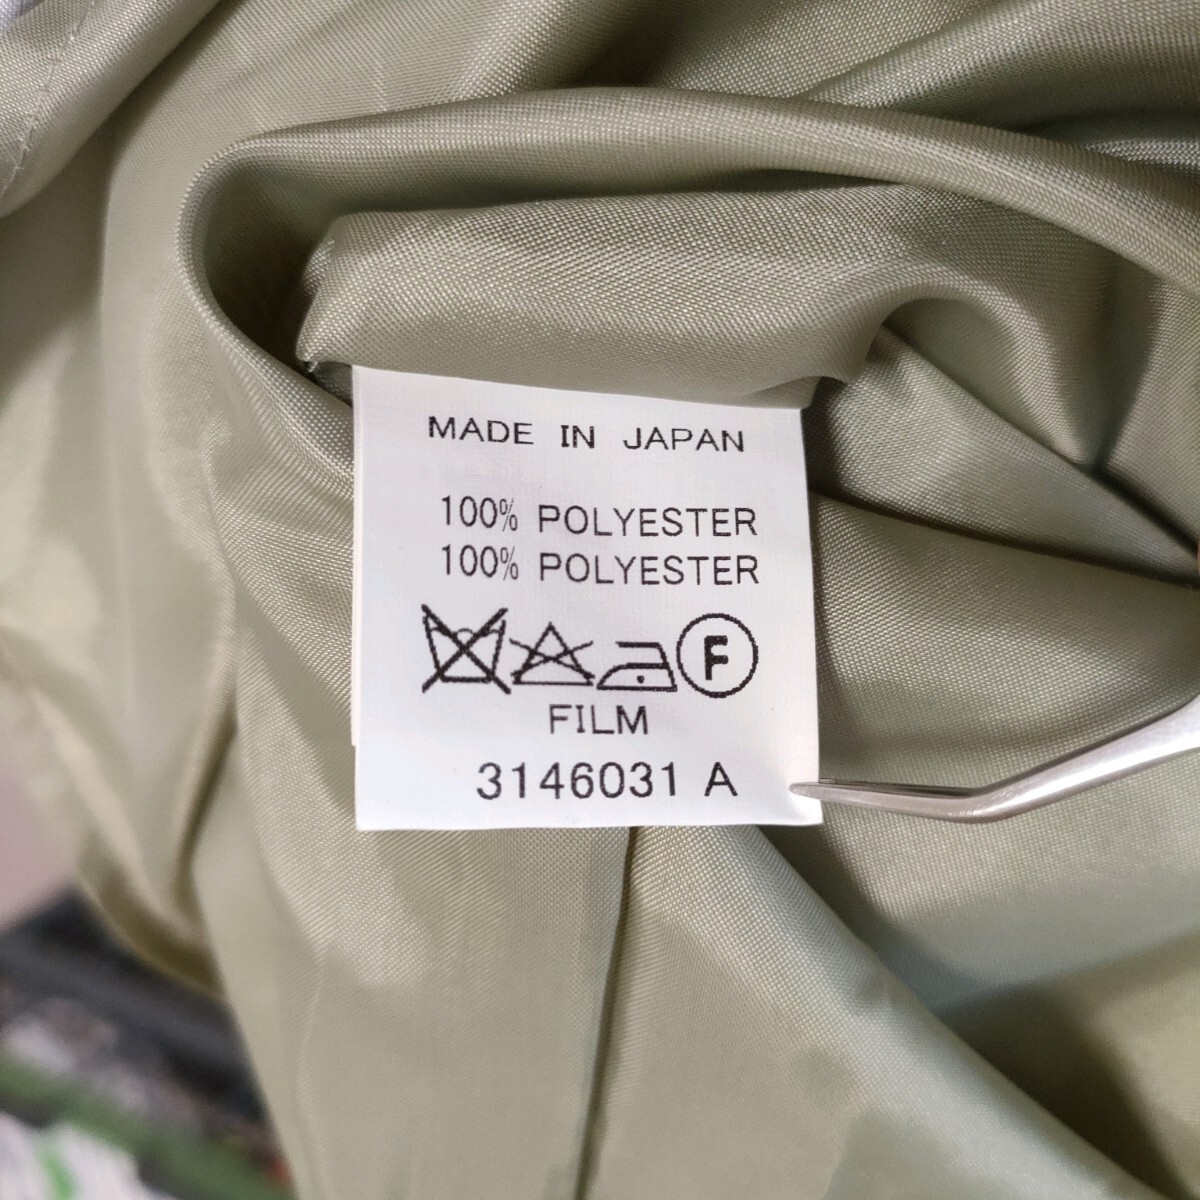 MADE IN JAPAN
100% POLYESTER
100% POLYESTER
F
FILM
3146031 A